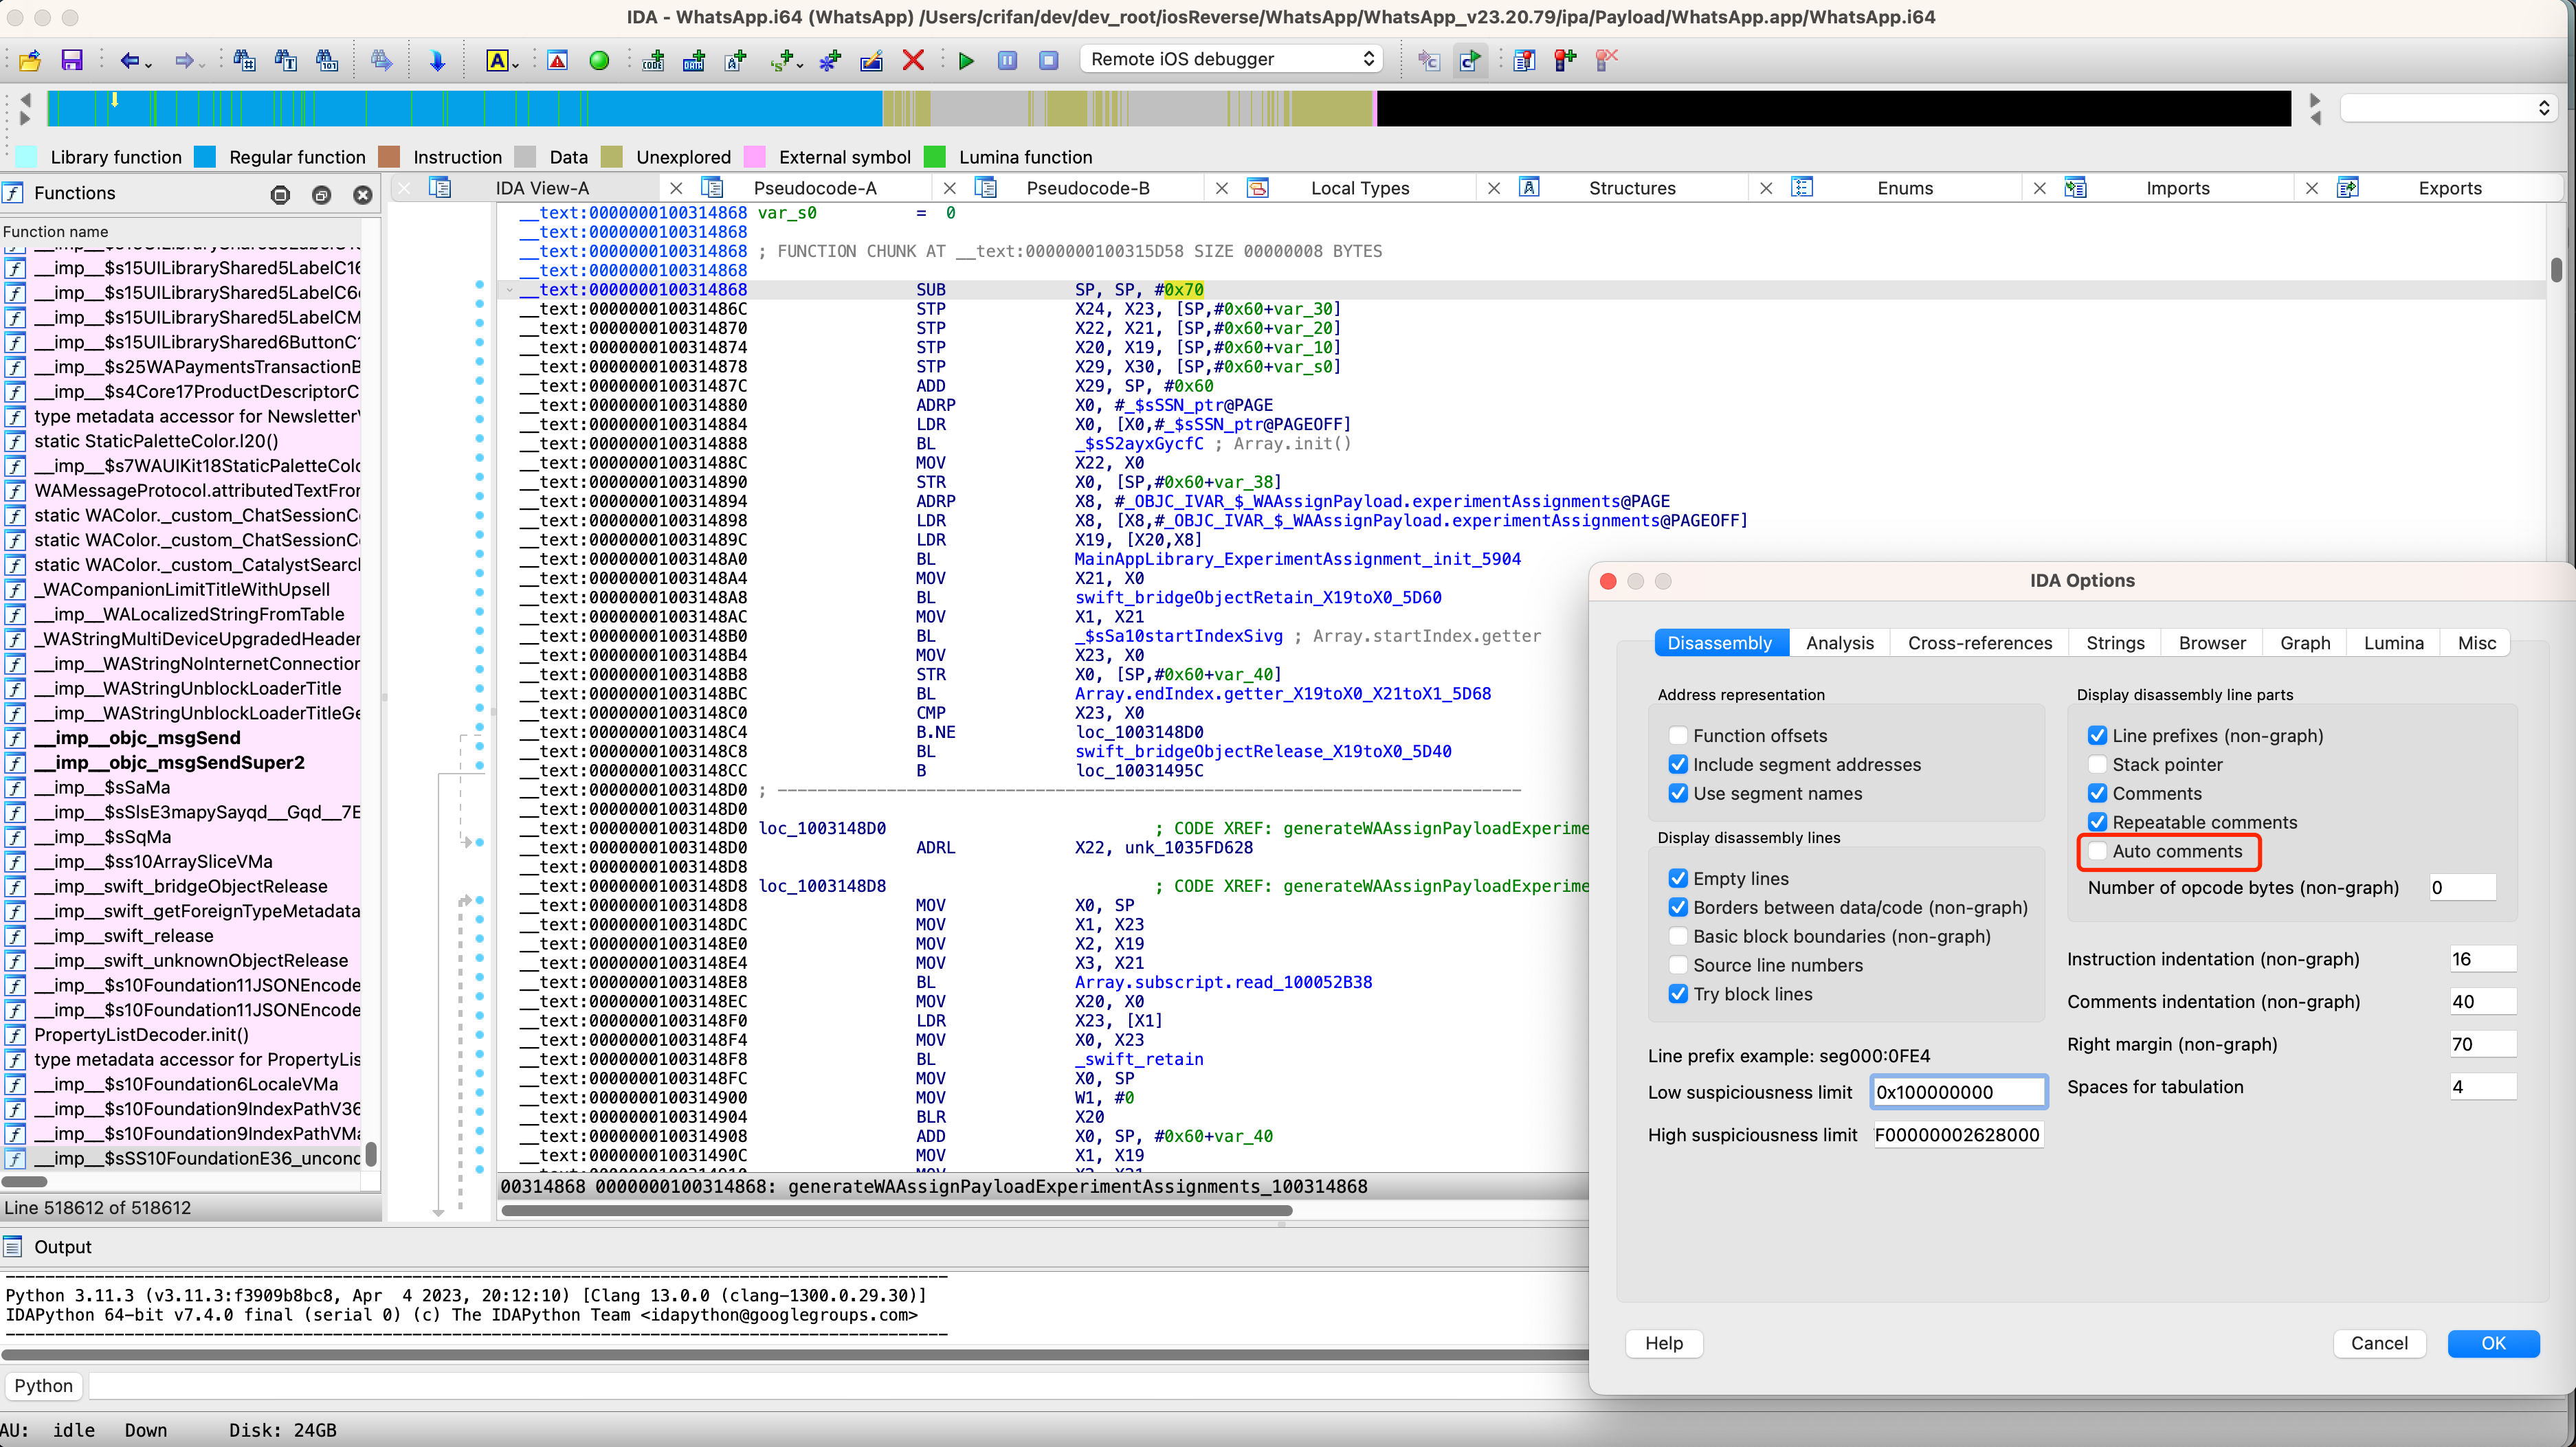 IDA - WhatsApp.i64 (WhatsApp) /Users/crifan/dev/dev_root/iosReverse/WhatsApp/WhatsApp_v23.20.79/ipa/Payload/WhatsApp.app/WhatsApp.i64
Remote iOS debugger
Library function Regular function Instruction Data Unexplored External symbol Lumina function
Functions
IDA View-A Pseudocode-A Pseudocode-B Local Types Structures Enums Imports Exports
Function name
__imp__$s15UILibraryShared5LabelC16
__imp__$s15UILibraryShared5LabelC6
__imp__$s15UILibraryShared5LabelCM
__imp__$s15UILibraryShared6ButtonC
__imp__$s25WAPaymentsTransactionB
__imp__$s4Core17ProductDescriptorC
type metadata accessor for Newsletter
static StaticPaletteColor.I20()
__imp__$s7WAUIKit18StaticPaletteCol
WAMessageProtocol.attributedTextFro
static WAColor._custom_ChatSessionC
static WAColor._custom_ChatSessionC
static WAColor._custom_CatalystSearc
_WACompanionLimitTitleWithUpsell
__imp__WALocalizedStringFromTable
_WAStringMultiDeviceUpgradedHeader
__imp__WAStringNoInternetConnection
__imp__WAStringUnblockLoaderTitle
__imp__WAStringUnblockLoaderTitleGe
__imp__objc_msgSend
__imp__objc_msgSendSuper2
__imp__$sSaMa
__imp__$sSlsE3mapySayqd__Gqd__7E
__imp__$sSqMa
__imp__$ss10ArraySliceVMa
__imp__swift_bridgeObjectRelease
__imp__swift_getForeignTypeMetadata
__imp__swift_release
__imp__swift_unknownObjectRelease
__imp__$s10Foundation11JSONEncode
__imp__$s10Foundation11JSONEncode
PropertyListDecoder.init()
type metadata accessor for PropertyLis
__imp__$s10Foundation6LocaleVMa
__imp__$s10Foundation9IndexPathV36
__imp__$s10Foundation9IndexPathVMa
__imp__$sSS10FoundationE36_uncond
Line 518612 of 518612
__text:0000000100314868 var_s0 = 0
__text:0000000100314868
__text:0000000100314868 ; FUNCTION CHUNK AT __text:0000000100315D58 SIZE 00000008 BYTES
__text:0000000100314868
__text:0000000100314868 SUB SP, SP, #0x70
__text:000000010031486C STP X24, X23, [SP,#0x60+var_30]
__text:0000000100314870 STP X22, X21, [SP,#0x60+var_20]
__text:0000000100314874 STP X20, X19, [SP,#0x60+var_10]
__text:0000000100314878 STP X29, X30, [SP,#0x60+var_s0]
__text:000000010031487C ADD X29, SP, #0x60
__text:0000000100314880 ADRP X0, #_$sSSN_ptr@PAGE
__text:0000000100314884 LDR X0, [X0,#_$sSSN_ptr@PAGEOFF]
__text:0000000100314888 BL _$sS2ayxGycfC ; Array.init()
__text:000000010031488C MOV X22, X0
__text:0000000100314890 STR X0, [SP,#0x60+var_38]
__text:0000000100314894 ADRP X8, #_OBJC_IVAR_$_WAAssignPayload.experimentAssignments@PAGE
__text:0000000100314898 LDR X8, [X8,#_OBJC_IVAR_$_WAAssignPayload.experimentAssignments@PAGEOFF]
__text:000000010031489C LDR X19, [X20,X8]
__text:00000001003148A0 BL MainAppLibrary_ExperimentAssignment_init_5904
__text:00000001003148A4 MOV X21, X0
__text:00000001003148A8 BL swift_bridgeObjectRetain_X19toX0_5D60
__text:00000001003148AC MOV X1, X21
__text:00000001003148B0 BL _$sSa10startIndexSivg ; Array.startIndex.getter
__text:00000001003148B4 MOV X23, X0
__text:00000001003148B8 STR X0, [SP,#0x60+var_40]
__text:00000001003148BC BL Array.endIndex.getter_X19toX0_X21toX1_5D68
__text:00000001003148C0 CMP X23, X0
__text:00000001003148C4 B.NE loc_1003148D0
__text:00000001003148C8 BL swift_bridgeObjectRelease_X19toX0_5D40
__text:00000001003148CC B loc_10031495C
__text:00000001003148D0 ; ---------------------------------------------------------------------------
__text:00000001003148D0
__text:00000001003148D0 loc_1003148D0 ; CODE XREF: generateWAAssignPayloadExperime
__text:00000001003148D0 ADRL X22, unk_1035FD628
__text:00000001003148D8
__text:00000001003148D8 loc_1003148D8 ; CODE XREF: generateWAAssignPayloadExperime
__text:00000001003148D8 MOV X0, SP
__text:00000001003148DC MOV X1, X23
__text:00000001003148E0 MOV X2, X19
__text:00000001003148E4 MOV X3, X21
__text:00000001003148E8 BL Array.subscript.read_100052B38
__text:00000001003148EC MOV X20, X0
__text:00000001003148F0 LDR X23, [X1]
__text:00000001003148F4 MOV X0, X23
__text:00000001003148F8 BL _swift_retain
__text:00000001003148FC MOV X0, SP
__text:0000000100314900 MOV W1, #0
__text:0000000100314904 BLR X20
__text:0000000100314908 ADD X0, SP, #0x60+var_40
__text:000000010031490C MOV X1, X19
00314868 0000000100314868: generateWAAssignPayloadExperimentAssignments_100314868
IDA Options
Disassembly Analysis Cross-references Strings Browser Graph Lumina Misc
Address representation
Function offsets
Include segment addresses
Use segment names
Display disassembly lines
Empty lines
Borders between data/code (non-graph)
Basic block boundaries (non-graph)
Source line numbers
Try block lines
Line prefix example: seg000:0FE4
Low suspiciousness limit 0x100000000
High suspiciousness limit F00000002628000
Display disassembly line parts
Line prefixes (non-graph)
Stack pointer
Comments
Repeatable comments
Auto comments
Number of opcode bytes (non-graph) 0
Instruction indentation (non-graph) 16
Comments indentation (non-graph) 40
Right margin (non-graph) 70
Spaces for tabulation 4
Help Cancel OK
Output
Python 3.11.3 (v3.11.3:f3909b8bc8, Apr  4 2023, 20:12:10) [Clang 13.0.0 (clang-1300.0.29.30)]
IDAPython 64-bit v7.4.0 final (serial 0) (c) The IDAPython Team <idapython@googlegroups.com>
Python
AU: idle Down Disk: 24GB